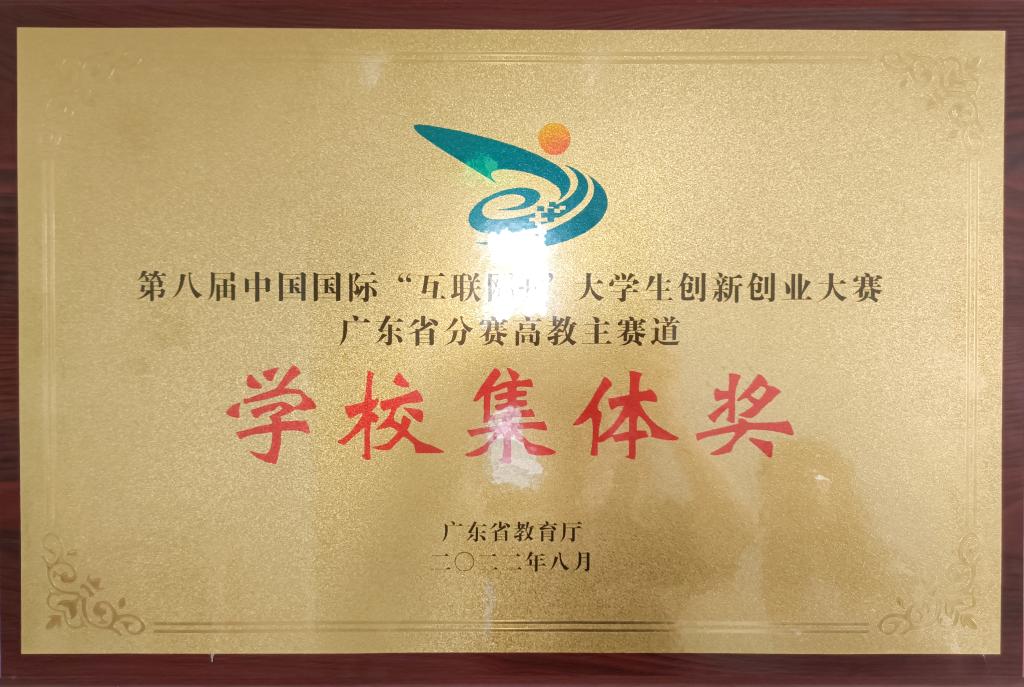 第八届中国国际“互联网+”大学生创新创业大赛
广东省分赛高教主赛道
学校集体奖
广东省教育厅
二〇二二年八月